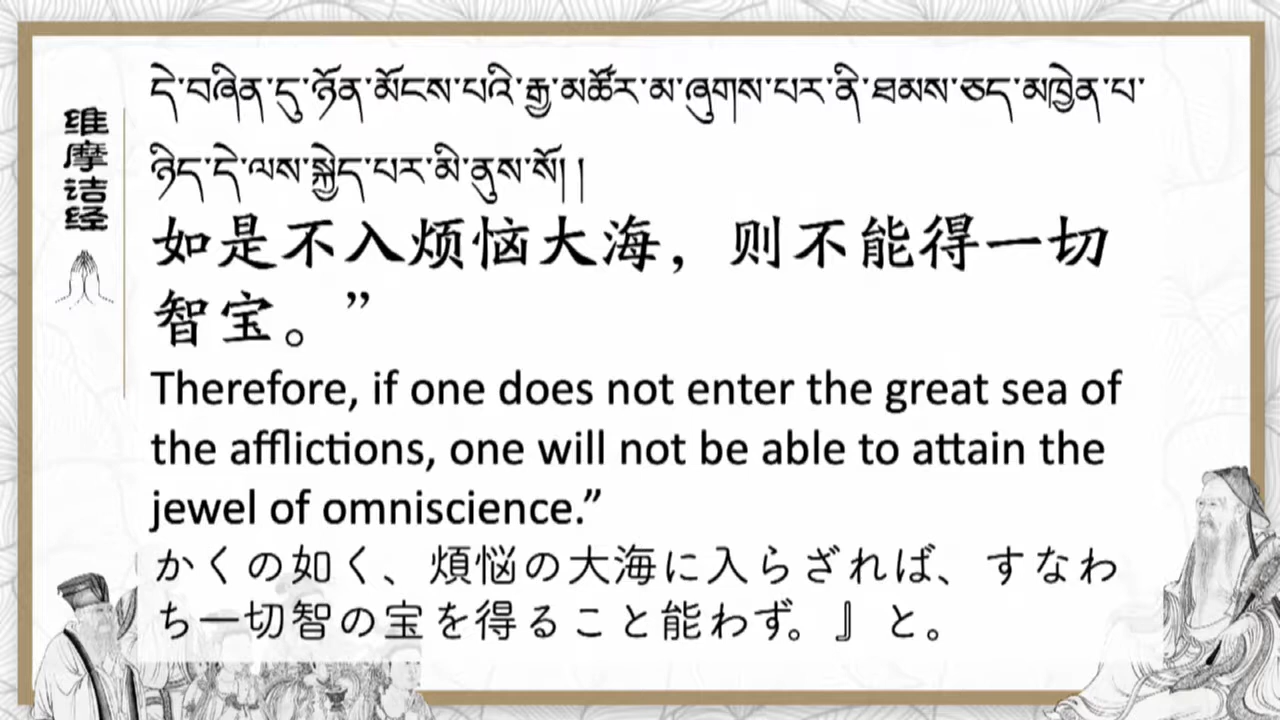 维摩诘经
དེ་བཞིན་དུ་ཉོན་མོངས་པའི་རྒྱ་མཚོར་མ་ཞུགས་པར་ནི་ཐམས་ཅད་མཁྱེན་པ་
ཉིད་དེ་ལས་སྐྱེད་པར་མི་ནུས་སོ། །
如是不入烦恼大海，则不能得一切
智宝。”
Therefore, if one does not enter the great sea of
the afflictions, one will not be able to attain the
jewel of omniscience.”
かくの如く、煩悩の大海に入らざれば、すなわ
ち一切智の宝を得ること能わず。』と。